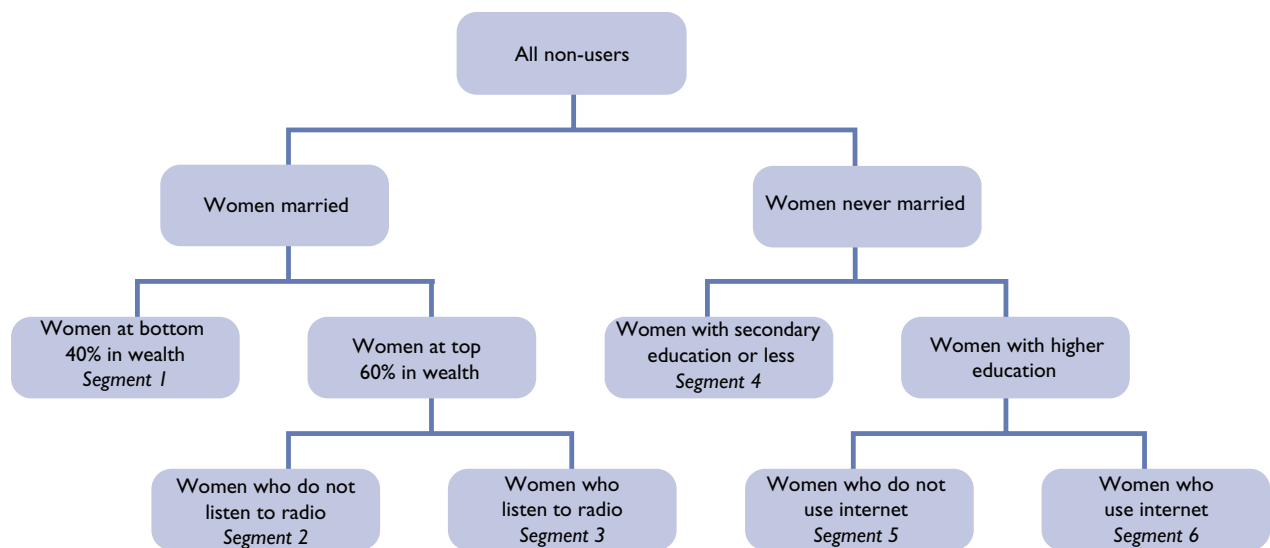 All non-users
Women married
Women never married
Women at bottom
40% in wealth
Segment 1
Women at top
60% in wealth
Women with secondary
education or less
Segment 4
Women with higher
education
Women who do not
listen to radio
Segment 2
Women who
listen to radio
Segment 3
Women who do not
use internet
Segment 5
Women who
use internet
Segment 6